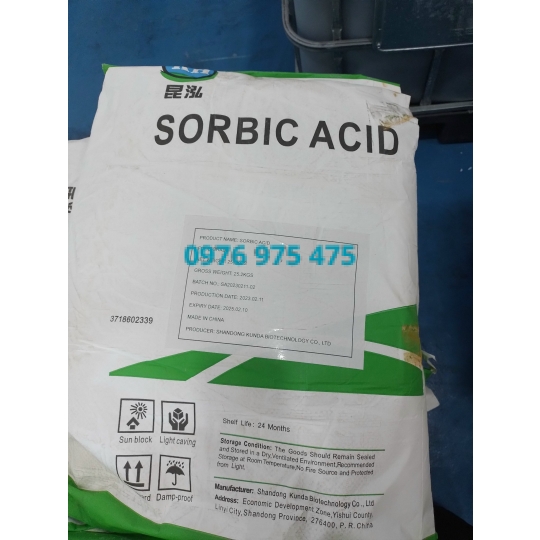 昆泓
SORBIC ACID
PRODUCT NAME: SORBIC ACID
0976 975 475
GROSS WEIGHT: 25.2KGS
BATCH NO.:
PRODUCTION DATE: 2023.02.11
EXPIRY DATE: 2025.02.10
MADE IN CHINA
PRODUCER: SHANDONG KUNDA BIOTECHNOLOGY CO., LTD
3718602339
Shelf Life: 24 Months
Sun block
Light caving
Storage Condition: The Goods Should Remain Sealed
and Stored in a Dry,Ventilated Environment,Recommended
Storage at Room Temperature,No Fire Source and Protected
from Light.
Damp-proof
Manufacturer: Shandong Kunda Biotechnology Co., Ltd.
Address: Economic Development Zone,Yishui County,
Linyi City,Shandong Province, 276400, P. R. China